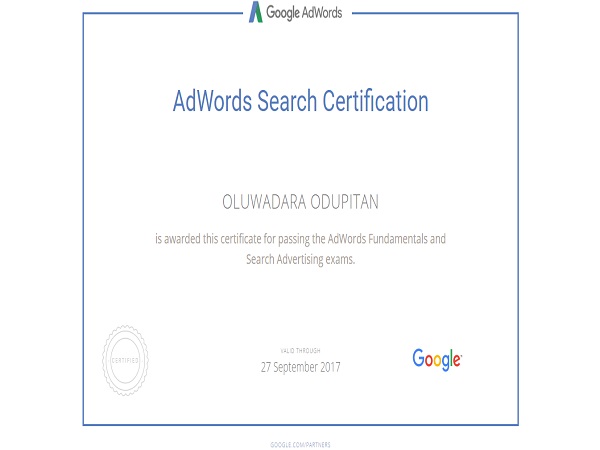 Google AdWords
AdWords Search Certification
OLUWADARA ODUPITAN
is awarded this certificate for passing the AdWords Fundamentals and
Search Advertising exams.
CERTIFIED
VALID THROUGH
27 September 2017
Google
GOOGLE.COM/PARTNERS